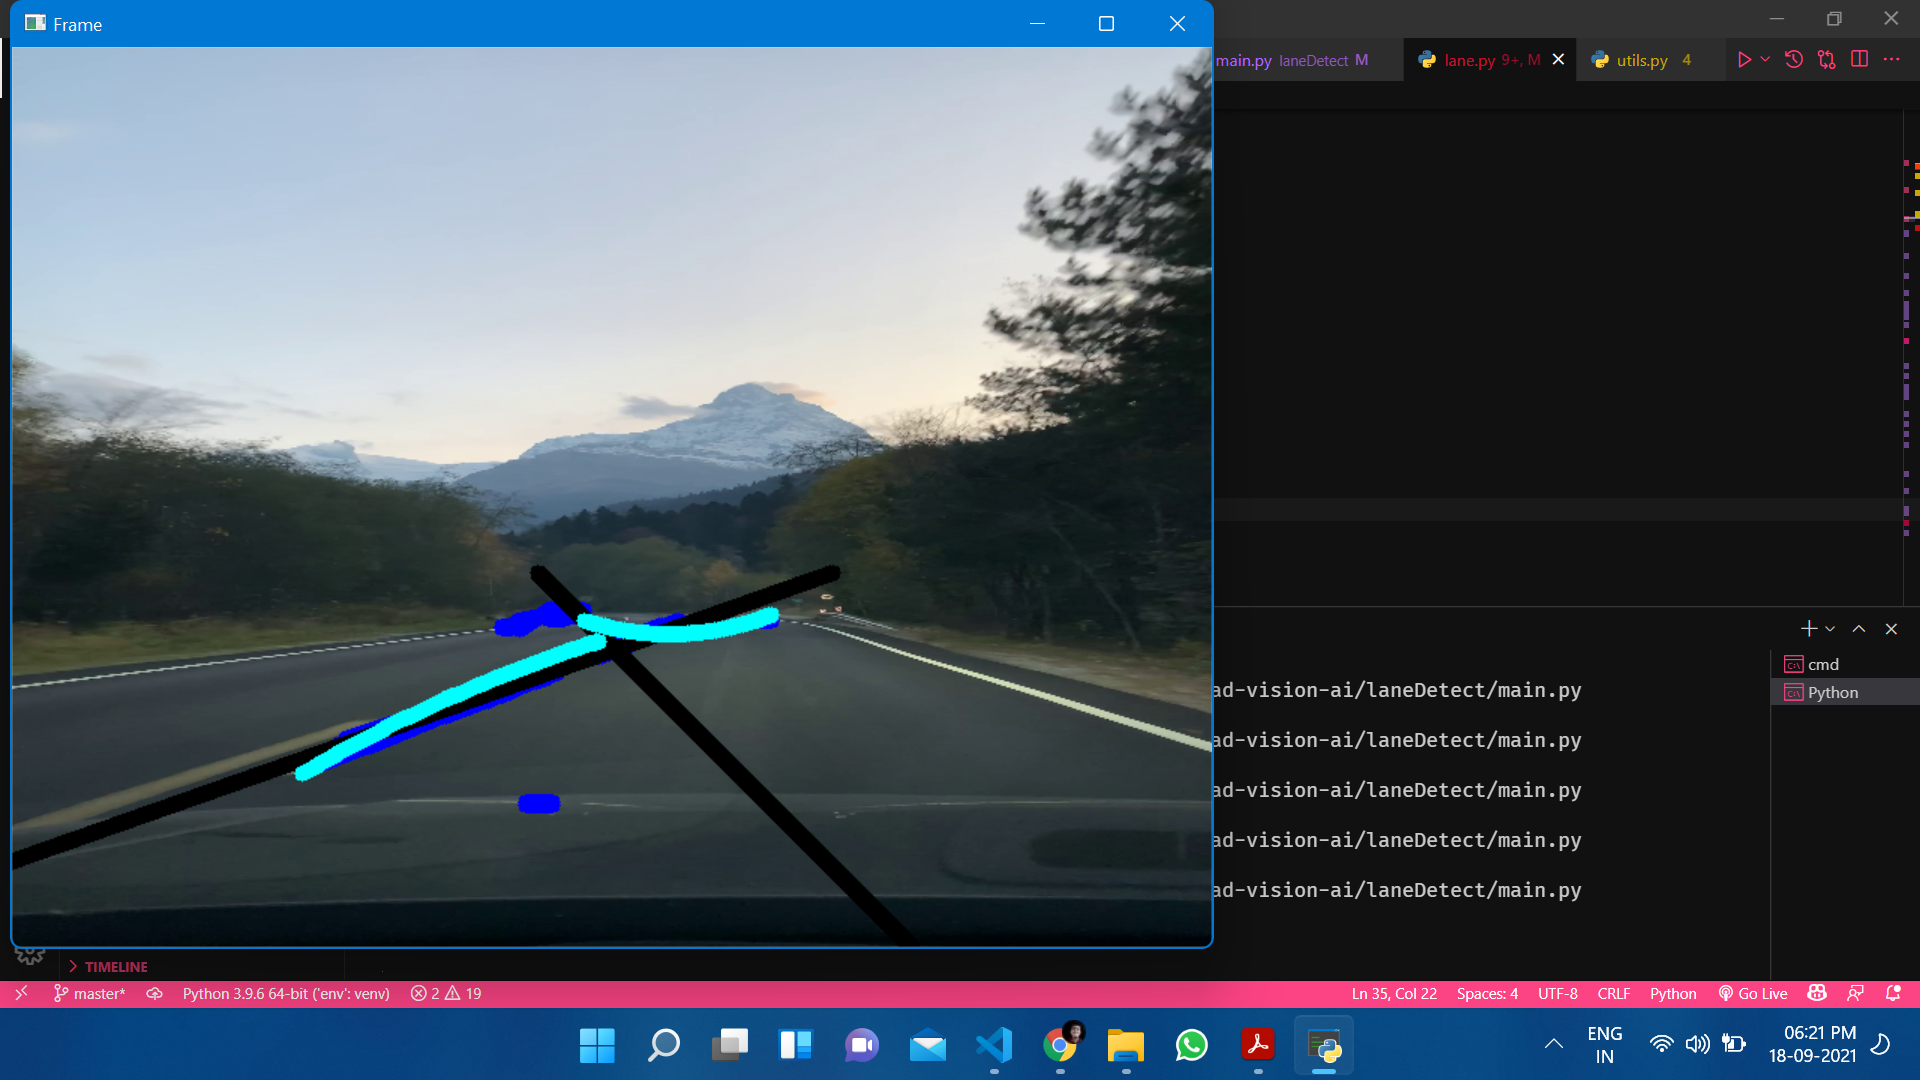 Frame
main.py laneDetect M
lane.py 9+, M
utils.py 4
cmd
Python
ad-vision-ai/laneDetect/main.py
ad-vision-ai/laneDetect/main.py
ad-vision-ai/laneDetect/main.py
ad-vision-ai/laneDetect/main.py
ad-vision-ai/laneDetect/main.py
TIMELINE
master* Python 3.9.6 64-bit ('env': venv) 2 19 Ln 35, Col 22 Spaces: 4 UTF-8 CRLF Python Go Live
ENG
IN
06:21 PM
18-09-2021